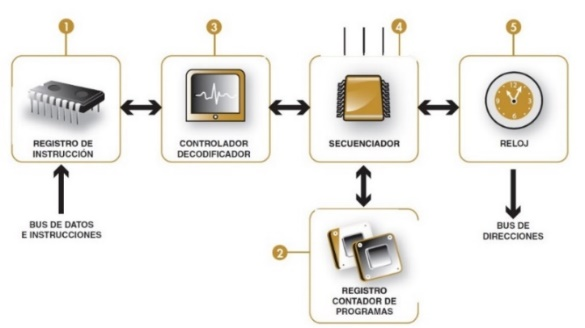 1
3
4
5
REGISTRO DE
INSTRUCCIÓN
CONTROLADOR
DECODIFICADOR
SECUENCIADOR
RELOJ
BUS DE DATOS
E INSTRUCCIONES
BUS DE
DIRECCIONES
2
REGISTRO
CONTADOR DE
PROGRAMAS